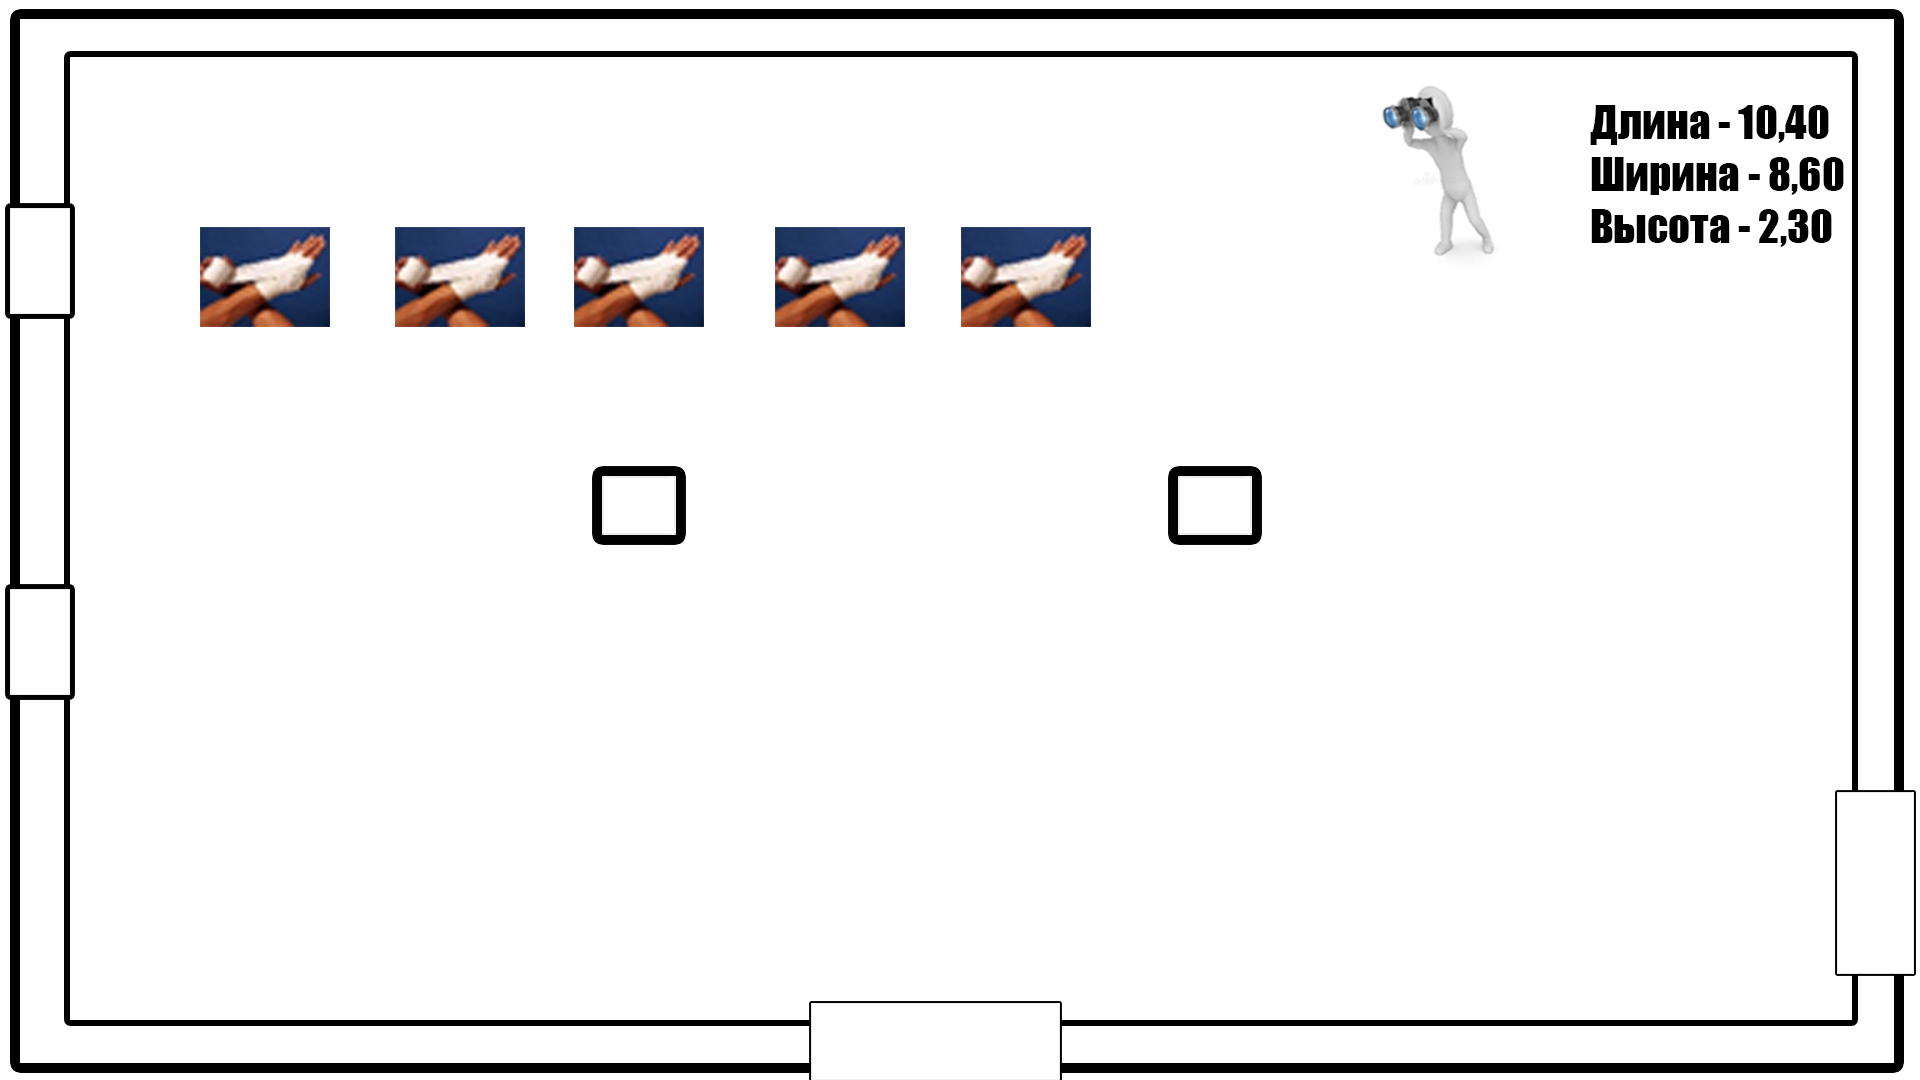 Длина - 10,40
Ширина - 8,60
Высота - 2,30